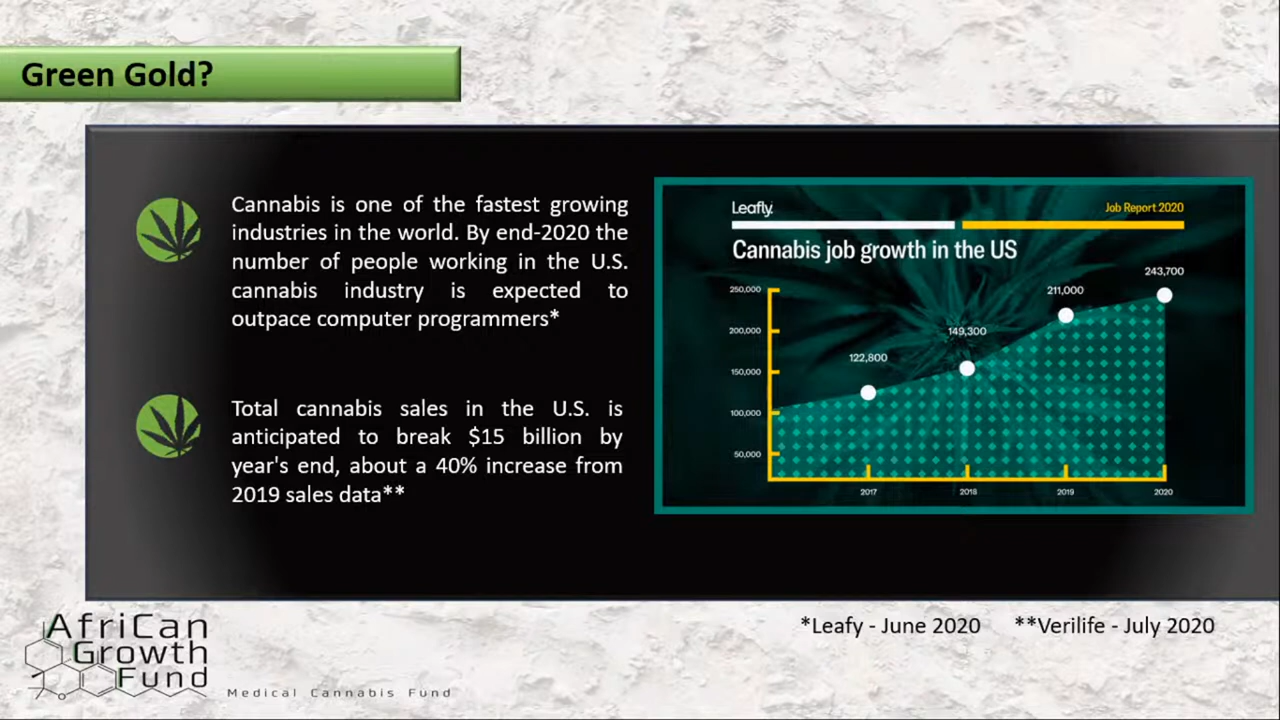 Green Gold?
Cannabis is one of the fastest growing
industries in the world. By end-2020 the
number of people working in the U.S.
cannabis industry is expected to
outpace computer programmers*
Total cannabis sales in the U.S. is
anticipated to break $15 billion by
year's end, about a 40% increase from
2019 sales data**
Leafly.
Job Report 2020
Cannabis job growth in the US
250,000
200,000
150,000
100,000
50,000
122,800
149,300
211,000
243,700
2017
2018
2019
2020
*Leafy - June 2020 **Verilife - July 2020
AfriCan
Growth
Fund
Medical Cannabis Fund